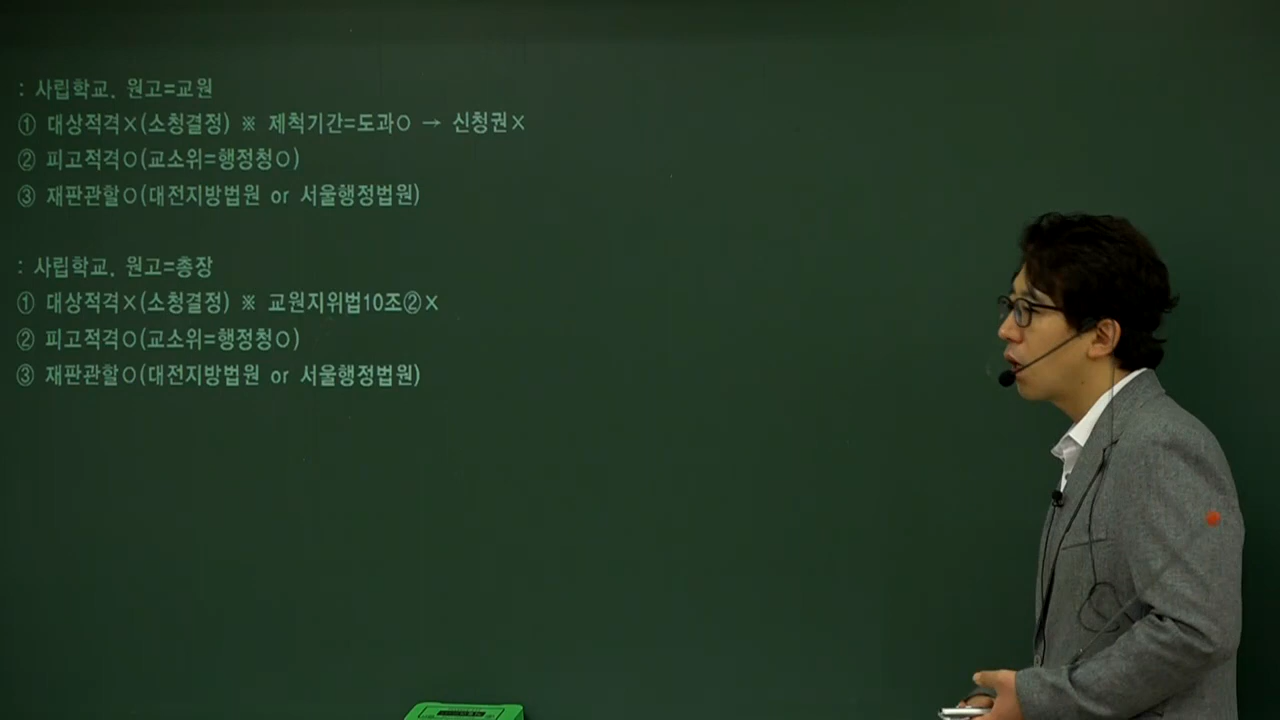 : 사립학교. 원고=교원
① 대상적격×(소청결정) ※ 제척기간=도과○ → 신청권×
② 피고적격○(교소위=행정청○)
③ 재판관할○(대전지방법원 or 서울행정법원)
: 사립학교. 원고=총장
① 대상적격×(소청결정) ※ 교원지위법10조②×
② 피고적격○(교소위=행정청○)
③ 재판관할○(대전지방법원 or 서울행정법원)